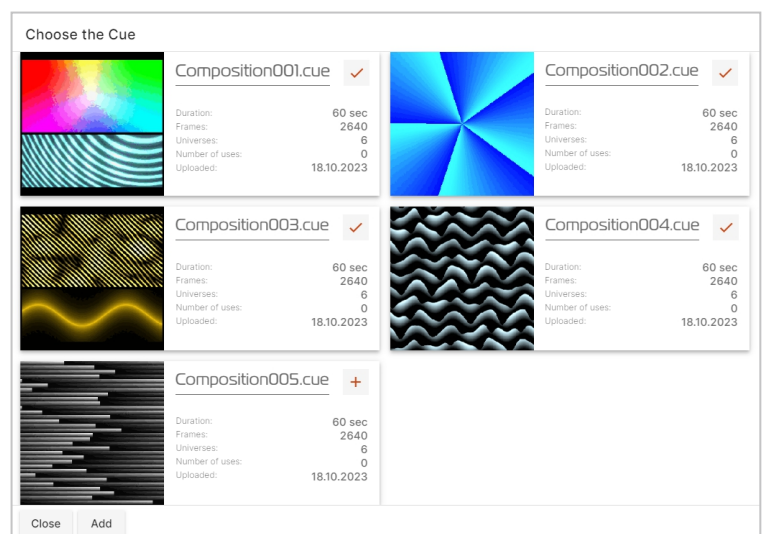 Choose the Cue
Composition001.cue
Duration: 60 sec
Frames: 2640
Universes: 6
Number of uses: 0
Uploaded: 18.10.2023
Composition002.cue
Duration: 60 sec
Frames: 2640
Universes: 6
Number of uses: 0
Uploaded: 18.10.2023
Composition003.cue
Duration: 60 sec
Frames: 2640
Universes: 6
Number of uses: 0
Uploaded: 18.10.2023
Composition004.cue
Duration: 60 sec
Frames: 2640
Universes: 6
Number of uses: 0
Uploaded: 18.10.2023
Composition005.cue
Duration: 60 sec
Frames: 2640
Universes: 6
Number of uses: 0
Uploaded: 18.10.2023
Close Add